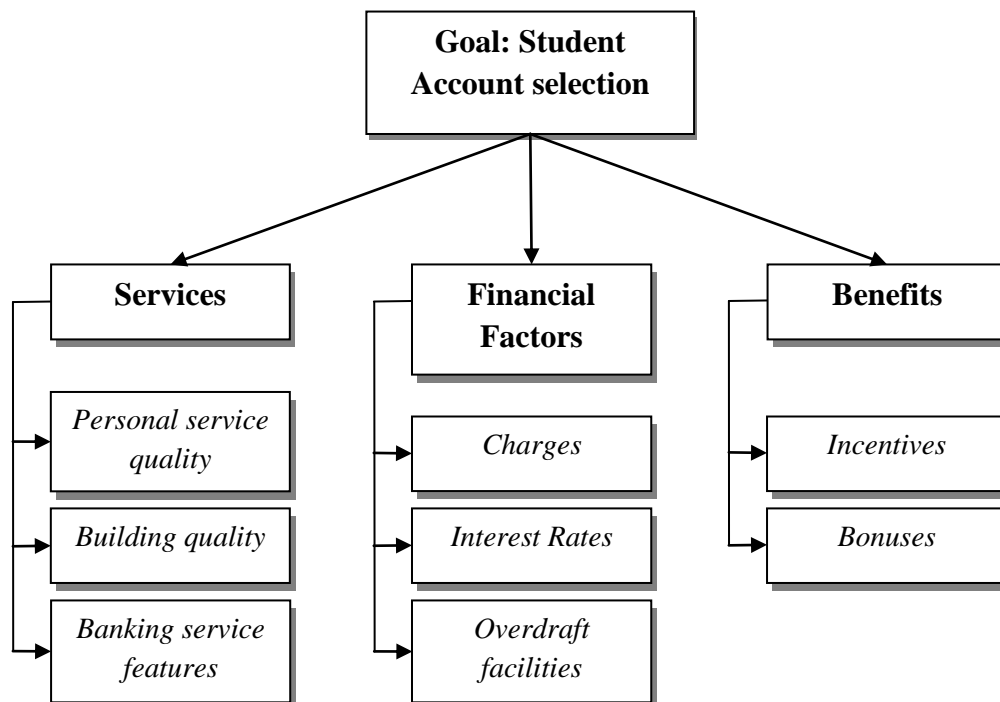 Goal: Student
Account selection
Services
Personal service
quality
Building quality
Banking service
features
Financial
Factors
Charges
Interest Rates
Overdraft
facilities
Benefits
Incentives
Bonuses